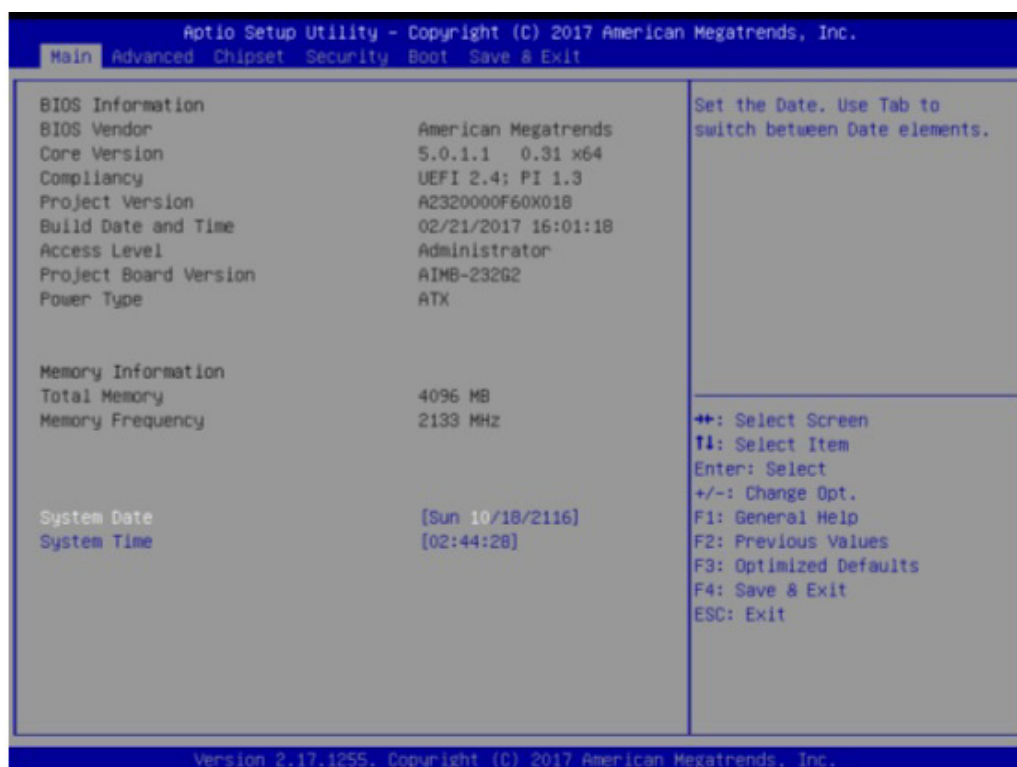 Aptio Setup Utility - Copyright (C) 2017 American Megatrends, Inc.
Main Advanced Chipset Security Boot Save & Exit
BIOS Information
BIOS Vendor American Megatrends
Core Version 5.0.1.1 0.31 x64
Compliancy UEFI 2.4; PI 1.3
Project Version A2320000F60X018
Build Date and Time 02/21/2017 16:01:18
Access Level Administrator
Project Board Version AIMB-232G2
Power Type ATX
Memory Information
Total Memory 4096 MB
Memory Frequency 2133 MHz
System Date [Sun 10/18/2116]
System Time [02:44:28]
Set the Date. Use Tab to
switch between Date elements.
→←: Select Screen
↑↓: Select Item
Enter: Select
+/-: Change Opt.
F1: General Help
F2: Previous Values
F3: Optimized Defaults
F4: Save & Exit
ESC: Exit
Version 2.17.1255. Copyright (C) 2017 American Megatrends, Inc.